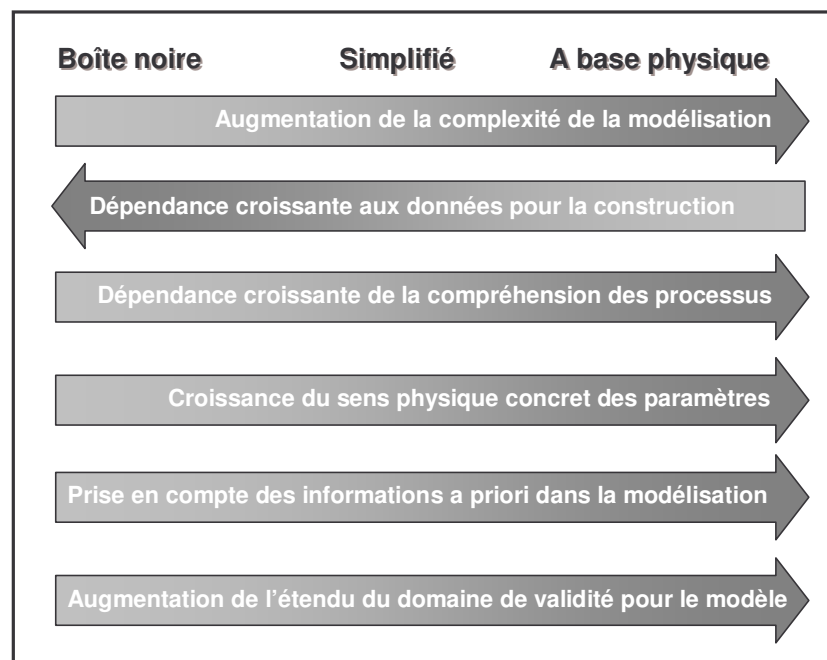 Boîte noire Simplifié A base physique
Augmentation de la complexité de la modélisation
Dépendance croissante aux données pour la construction
Dépendance croissante de la compréhension des processus
Croissance du sens physique concret des paramètres
Prise en compte des informations a priori dans la modélisation
Augmentation de l'étendu du domaine de validité pour le modèle